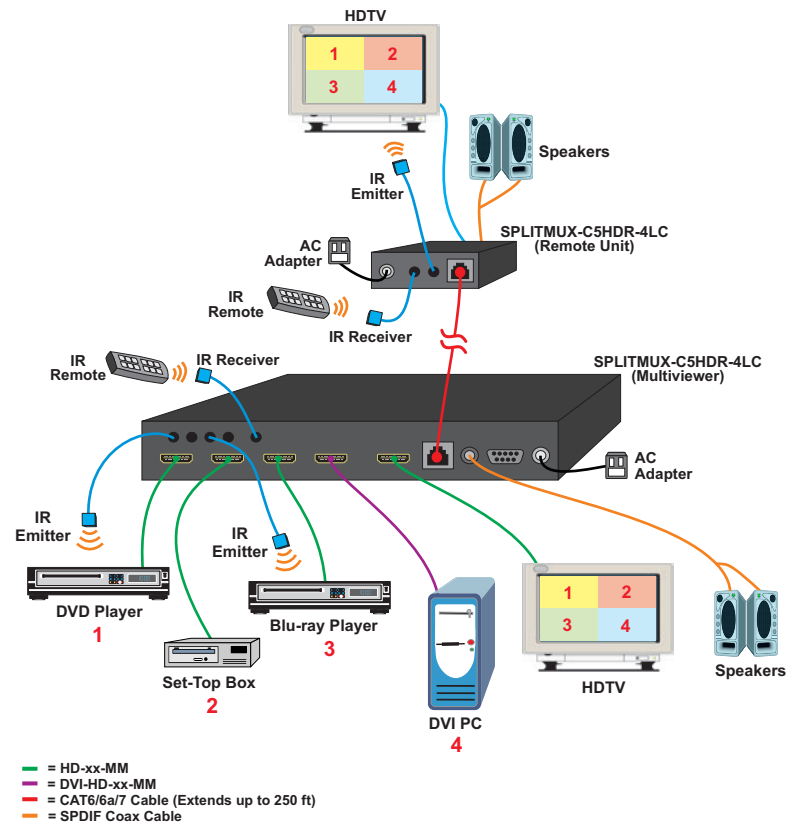 HDTV
1 2
3 4
IR
Emitter
Speakers
SPLITMUX-C5HDR-4LC
(Remote Unit)
AC
Adapter
IR
Remote
IR Receiver
IR
Remote
IR Receiver
SPLITMUX-C5HDR-4LC
(Multiviewer)
AC
Adapter
IR
Emitter
IR
Emitter
DVD Player
1
Set-Top Box
2
Blu-ray Player
3
DVI PC
4
1 2
3 4
HDTV
Speakers
= HD-xx-MM
= DVI-HD-xx-MM
= CAT6/6a/7 Cable (Extends up to 250 ft)
= SPDIF Coax Cable